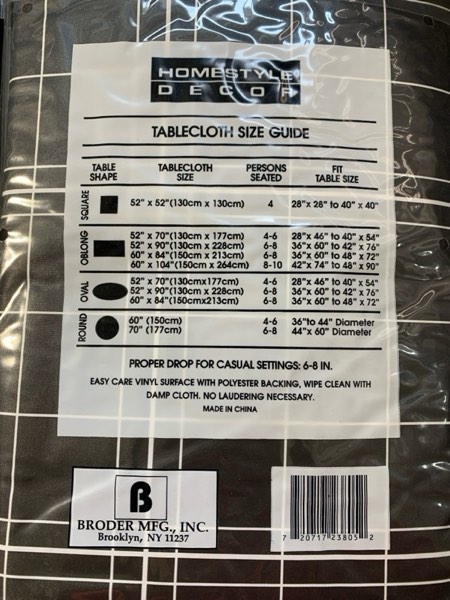 HOMESTYLE
DECOR
TABLECLOTH SIZE GUIDE
TABLE SHAPE TABLECLOTH SIZE PERSONS SEATED FIT TABLE SIZE
SQUARE 52" x 52"(130cm x 130cm) 4 28"x 28" to 40" x 40"
OBLONG 52" x 70"(130cm x 177cm) 4-6 28"x 46" to 40" x 54"
52" x 90"(130cm x 228cm) 6-8 36"x 60" to 42" x 76"
60" x 84"(150cm x 213cm) 6-8 36"x 60" to 48" x 72"
60" x 104"(150cm x 264cm) 8-10 42"x 74" to 48" x 90"
OVAL 52" x 70"(130cmx177cm) 4-6 28"x 46" to 40" x 54"
52" x 90"(130cm x 228cm) 6-8 36"x 60" to 42" x 76"
60" x 84"(150cmx213cm) 6-8 36"x 60" to 48" x 72"
ROUND 60" (150cm) 4-6 36"to 44" Diameter
70" (177cm) 6-8 44"x 60" Diameter
PROPER DROP FOR CASUAL SETTINGS: 6-8 IN.
EASY CARE VINYL SURFACE WITH POLYESTER BACKING, WIPE CLEAN WITH
DAMP CLOTH. NO LAUDERING NECESSARY.
MADE IN CHINA
B
BRODER MFG., INC.
Brooklyn, NY 11237
7 20717 23805 2